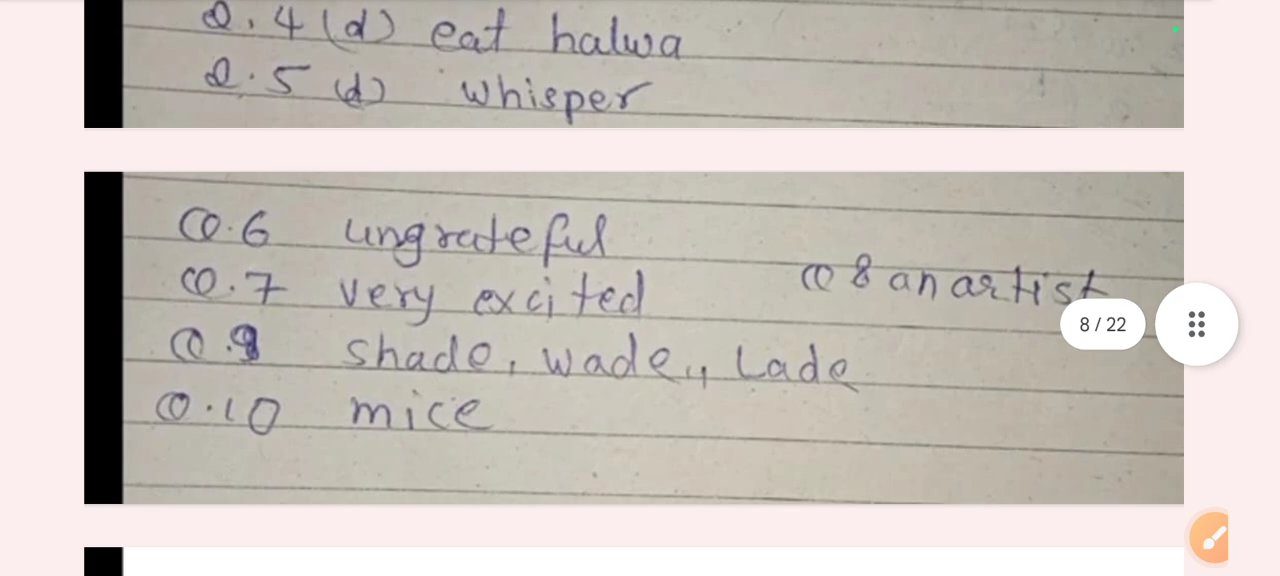 Q.4 (d) eat halwa
Q.5 (d) whisper
Q.6 ungrateful
Q.7 very excited
Q 8 an artist
Q.9 shade, wade,, Lade
Q.10 mice
8 / 22